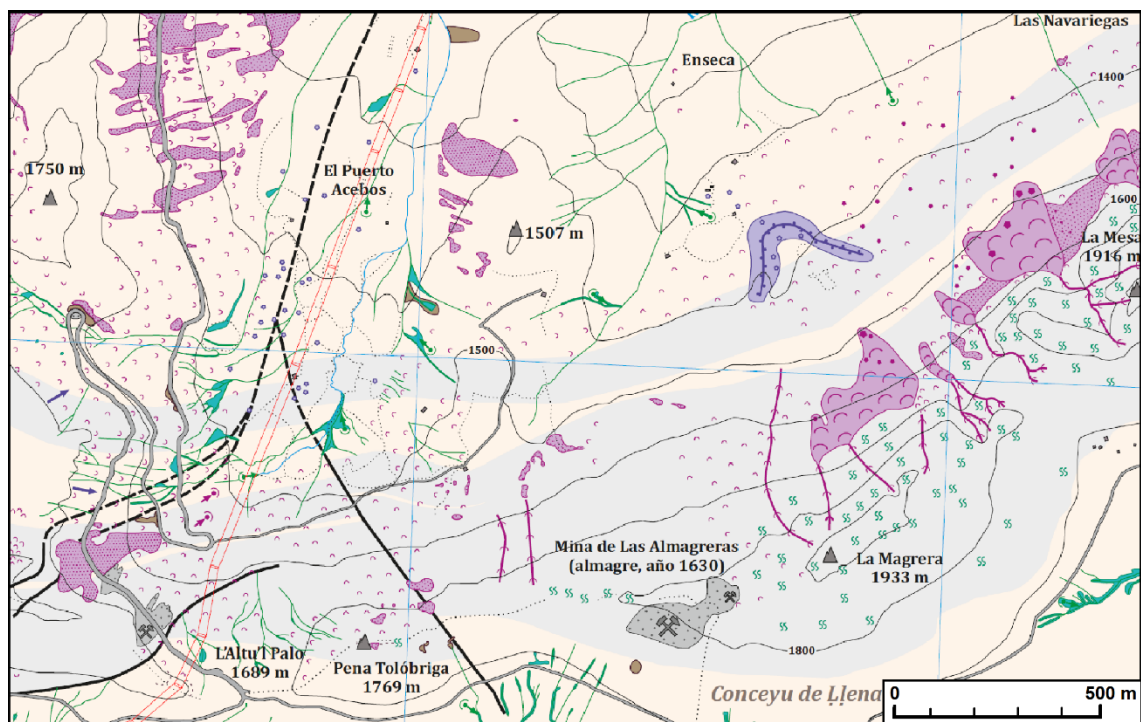 Las Navariegas
Enseca
1400
1750 m
El Puerto
Acebos
1507 m
1600
La Mesa
1916 m
1500
Mina de Las Almagreras
(almagre, año 1630)
La Magrera
1933 m
L'Altu'l Palo
1689 m
Pena Tolóbriga
1769 m
1800
Conceyu de Ḷḷena
0 500 m